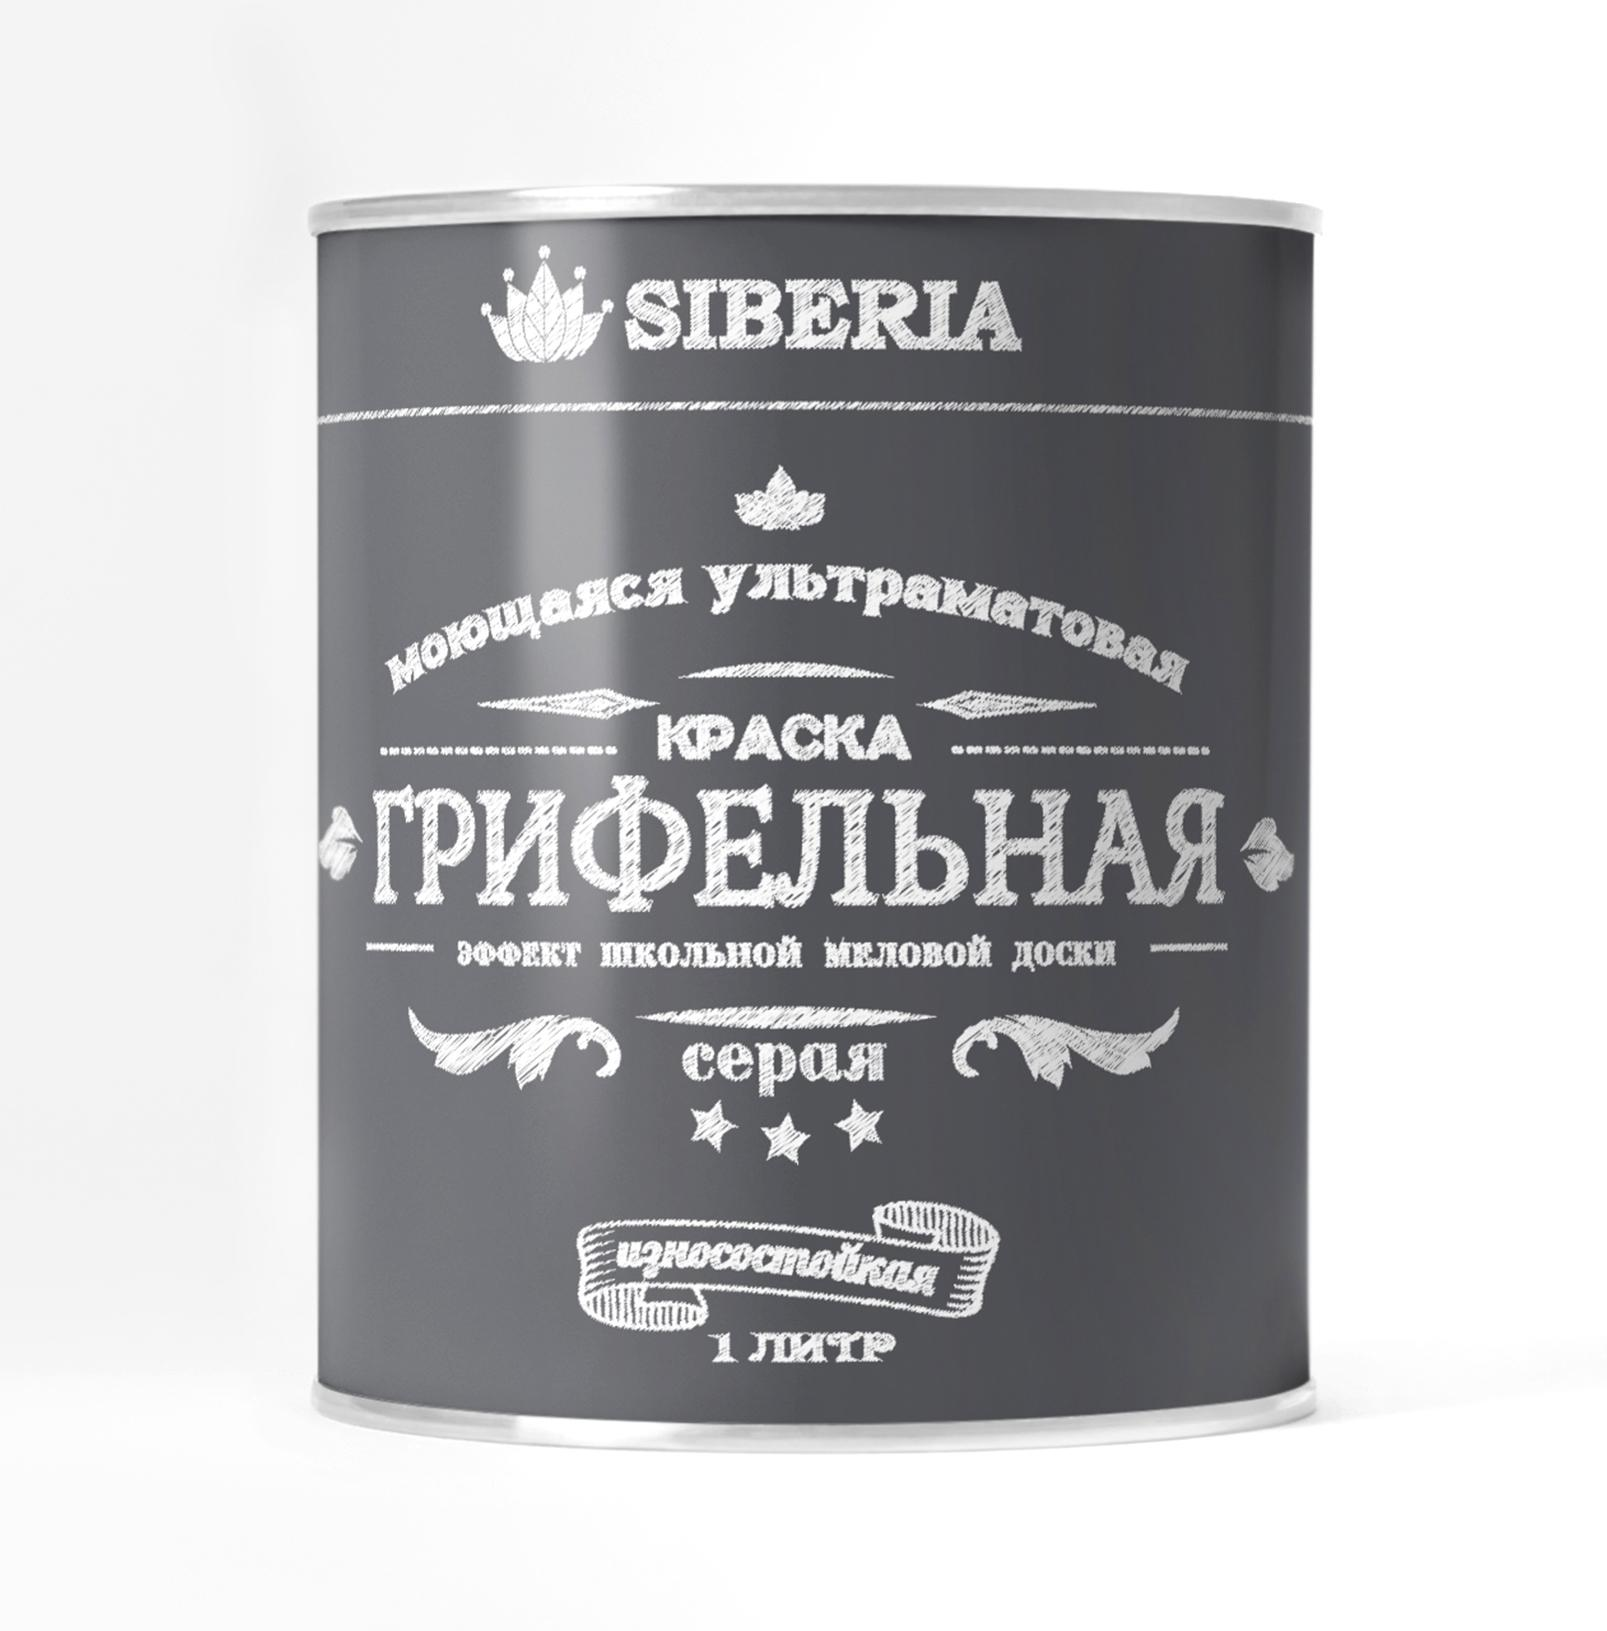 SIBERIA
моющаяся ультраматовая
КРАСКА
ГРИФЕЛЬНАЯ
ЭФФЕКТ ШКОЛЬНОЙ МЕЛОВОЙ ДОСКИ
серая
износостойкая
1 ЛИТР